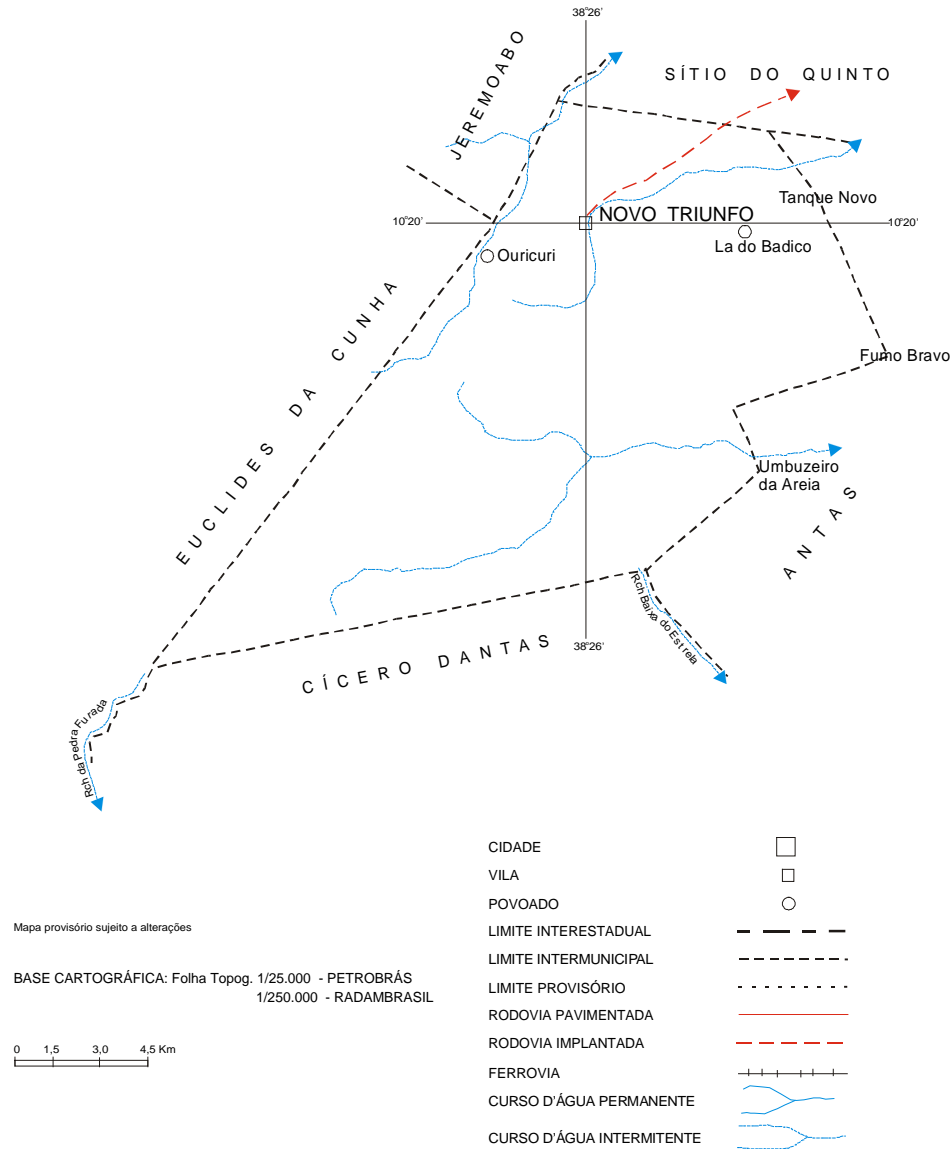 38°26'
JEREMOABO
SÍTIO DO QUINTO
Tanque Novo
10°20'
NOVO TRIUNFO
10°20'
La do Badico
Ouricuri
EUCLIDES DA CUNHA
Fumo Bravo
Umbuzeiro
da Areia
ANTAS
Rch Baixa do Estrela
38°26'
CÍCERO DANTAS
Rch da Pedra Furada
CIDADE
VILA
POVOADO
Mapa provisório sujeito a alterações
LIMITE INTERESTADUAL
LIMITE INTERMUNICIPAL
BASE CARTOGRÁFICA: Folha Topog. 1/25.000 - PETROBRÁS
1/250.000 - RADAMBRASIL
LIMITE PROVISÓRIO
RODOVIA PAVIMENTADA
RODOVIA IMPLANTADA
0 1,5 3,0 4,5 Km
FERROVIA
CURSO D'ÁGUA PERMANENTE
CURSO D'ÁGUA INTERMITENTE